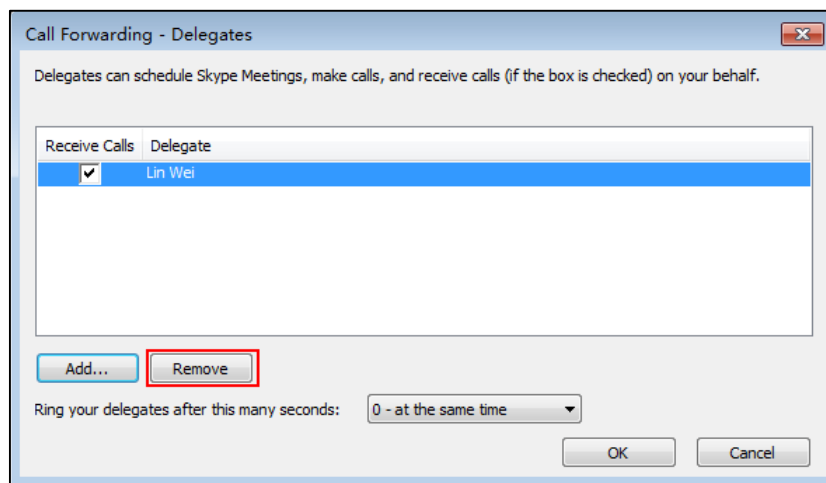 Call Forwarding - Delegates
Delegates can schedule Skype Meetings, make calls, and receive calls (if the box is checked) on your behalf.
Receive Calls Delegate
Lin Wei
Add... Remove
Ring your delegates after this many seconds: 0 - at the same time
OK Cancel